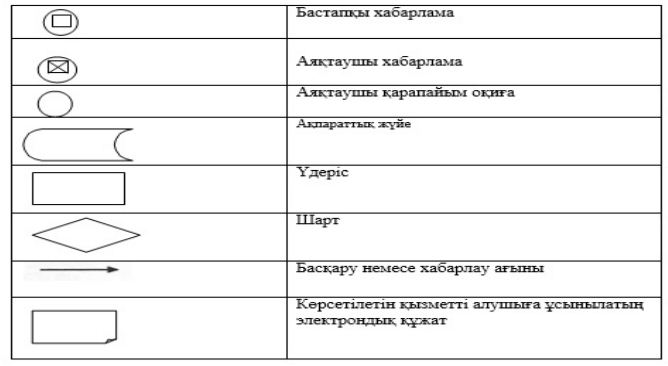 Бастапқы хабарлама
Аяқтаушы хабарлама
Аяқтаушы қарапайым оқиға
Ақпараттық жүйе
Үдеріс
Шарт
Басқару немесе хабарлау ағыны
Көрсетілетін қызметті алушыға ұсынылатың
электрондық құжат